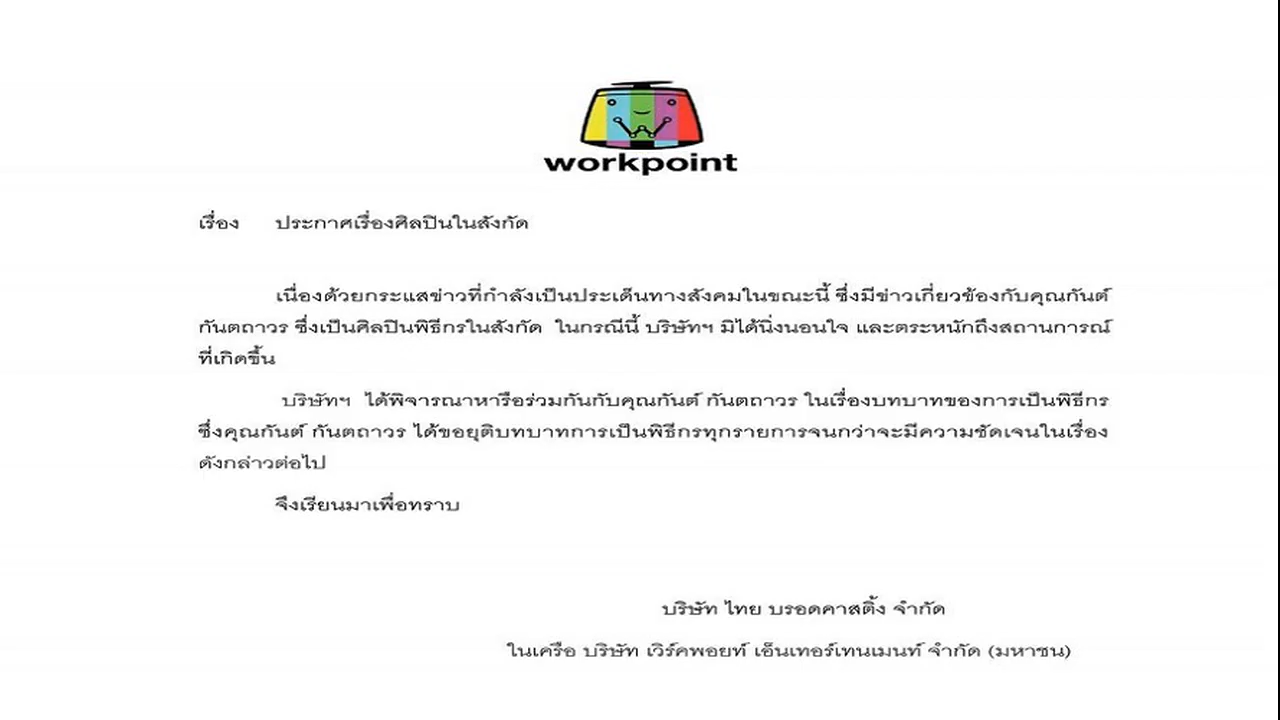 workpoint
เรื่อง ประกาศเรื่องศิลปินในสังกัด
เนื่องด้วยกระแสข่าวที่กำลังเป็นประเด็นทางสังคมในขณะนี้ ซึ่งมีข่าวเกี่ยวข้องกับคุณกันต์
กันตถาวร ซึ่งเป็นศิลปินพิธีกรในสังกัด ในกรณีนี้ บริษัทฯ มิได้นิ่งนอนใจ และตระหนักถึงสถานการณ์
ที่เกิดขึ้น
บริษัทฯ ได้พิจารณาหารือร่วมกันกับคุณกันต์ กันตถาวร ในเรื่องบทบาทของการเป็นพิธีกร
ซึ่งคุณกันต์ กันตถาวร ได้ขอยุติบทบาทการเป็นพิธีกรทุกรายการจนกว่าจะมีความชัดเจนในเรื่อง
ดังกล่าวต่อไป
จึงเรียนมาเพื่อทราบ
บริษัท ไทย บรอดคาสติ้ง จำกัด
ในเครือ บริษัท เวิร์คพอยท์ เอ็นเทอร์เทนเมนท์ จำกัด (มหาชน)